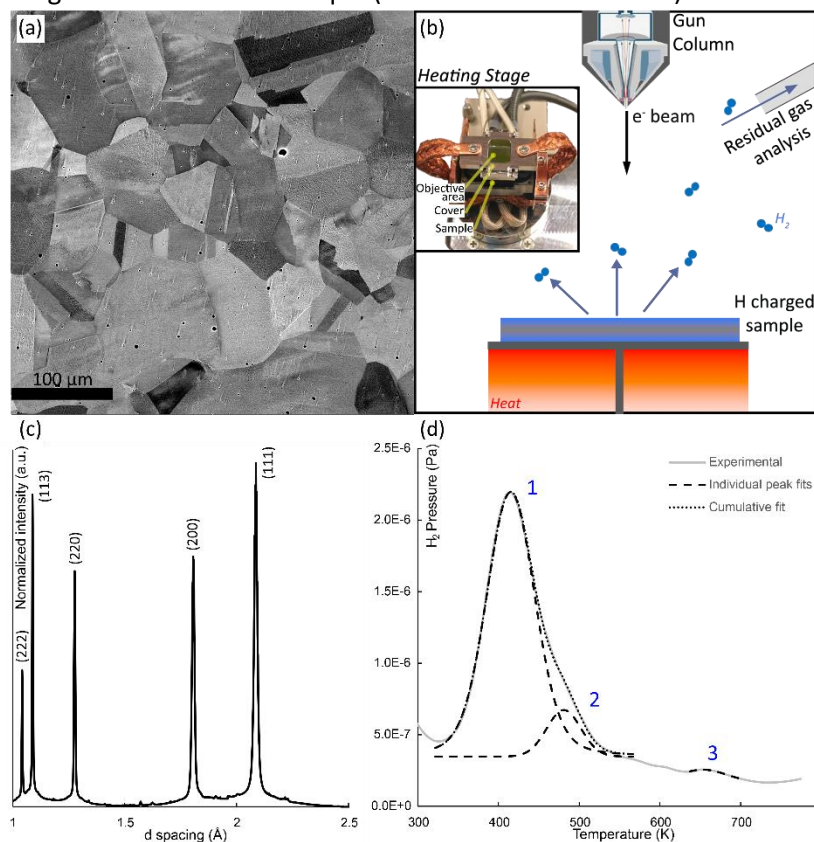 (a)
100 µm
(b)
Gun
Column
Heating Stage
e⁻ beam
Residual gas
analysis
Objective
area
Cover
Sample
H₂
H charged
sample
Heat
(c)
Normalized intensity (a.u.)
(222)
(113)
(220)
(200)
(111)
1
1.5
2
2.5
d spacing (Å)
(d)
H₂ Pressure (Pa)
2.5E-6
2.0E-6
1.5E-6
1.0E-6
5.0E-7
0.0E+0
Experimental
Individual peak fits
Cumulative fit
1
2
3
300
400
500
600
700
Temperature (K)